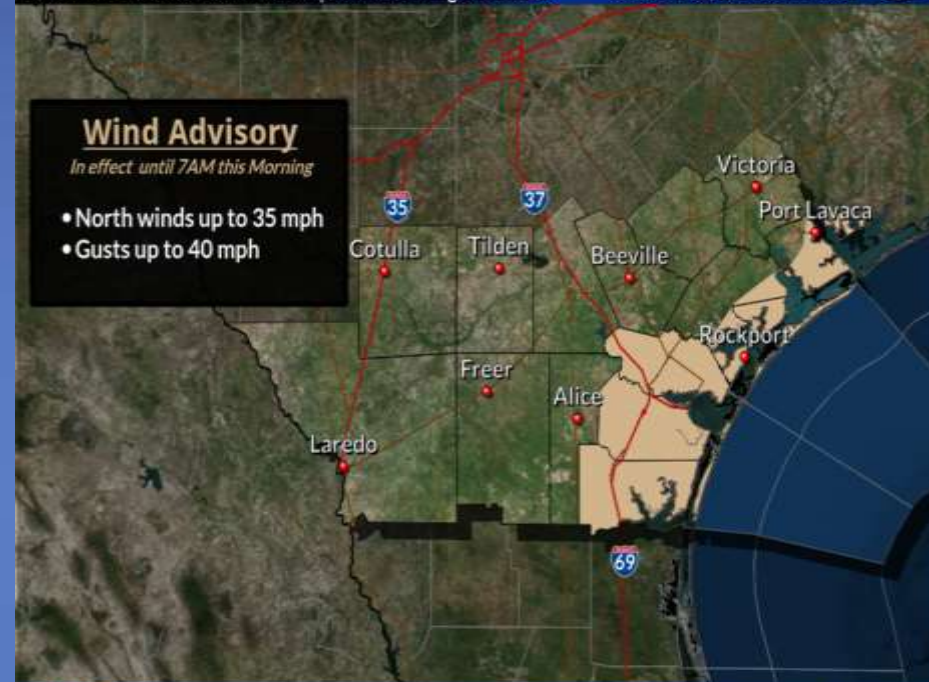 Wind Advisory
In effect until 7AM this Morning
• North winds up to 35 mph
• Gusts up to 40 mph
Victoria
Port Lavaca
35
37
Cotulla
Tilden
Beeville
Rockport
Freer
Alice
Laredo
69